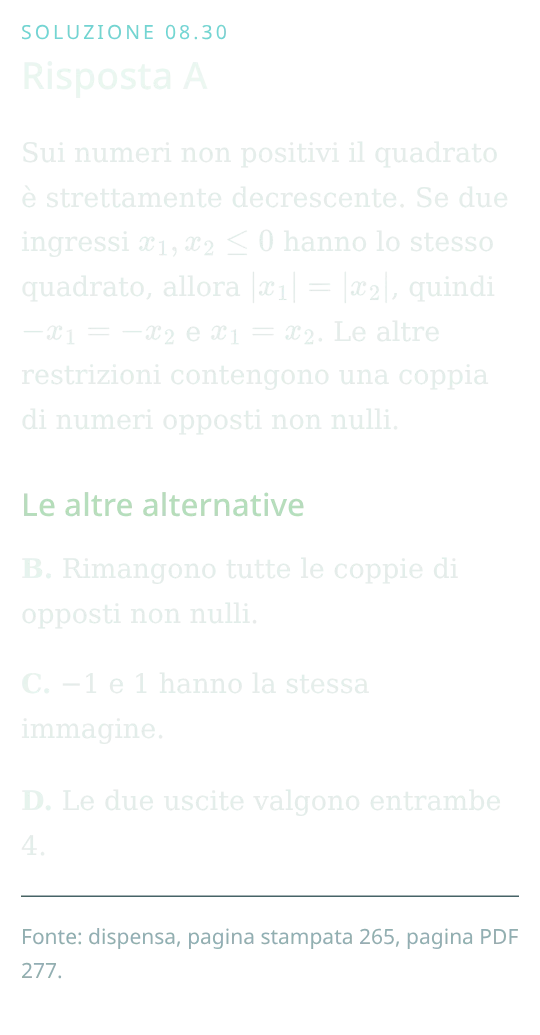 SOLUZIONE 08.30
Risposta A
Sui numeri non positivi il quadrato
è strettamente decrescente. Se due
ingressi x₁, x₂ ≤ 0 hanno lo stesso
quadrato, allora |x₁| = |x₂|, quindi
−x₁ = −x₂ e x₁ = x₂. Le altre
restrizioni contengono una coppia
di numeri opposti non nulli.
Le altre alternative
B. Rimangono tutte le coppie di
opposti non nulli.
C. −1 e 1 hanno la stessa
immagine.
D. Le due uscite valgono entrambe
4.
Fonte: dispensa, pagina stampata 265, pagina PDF
277.